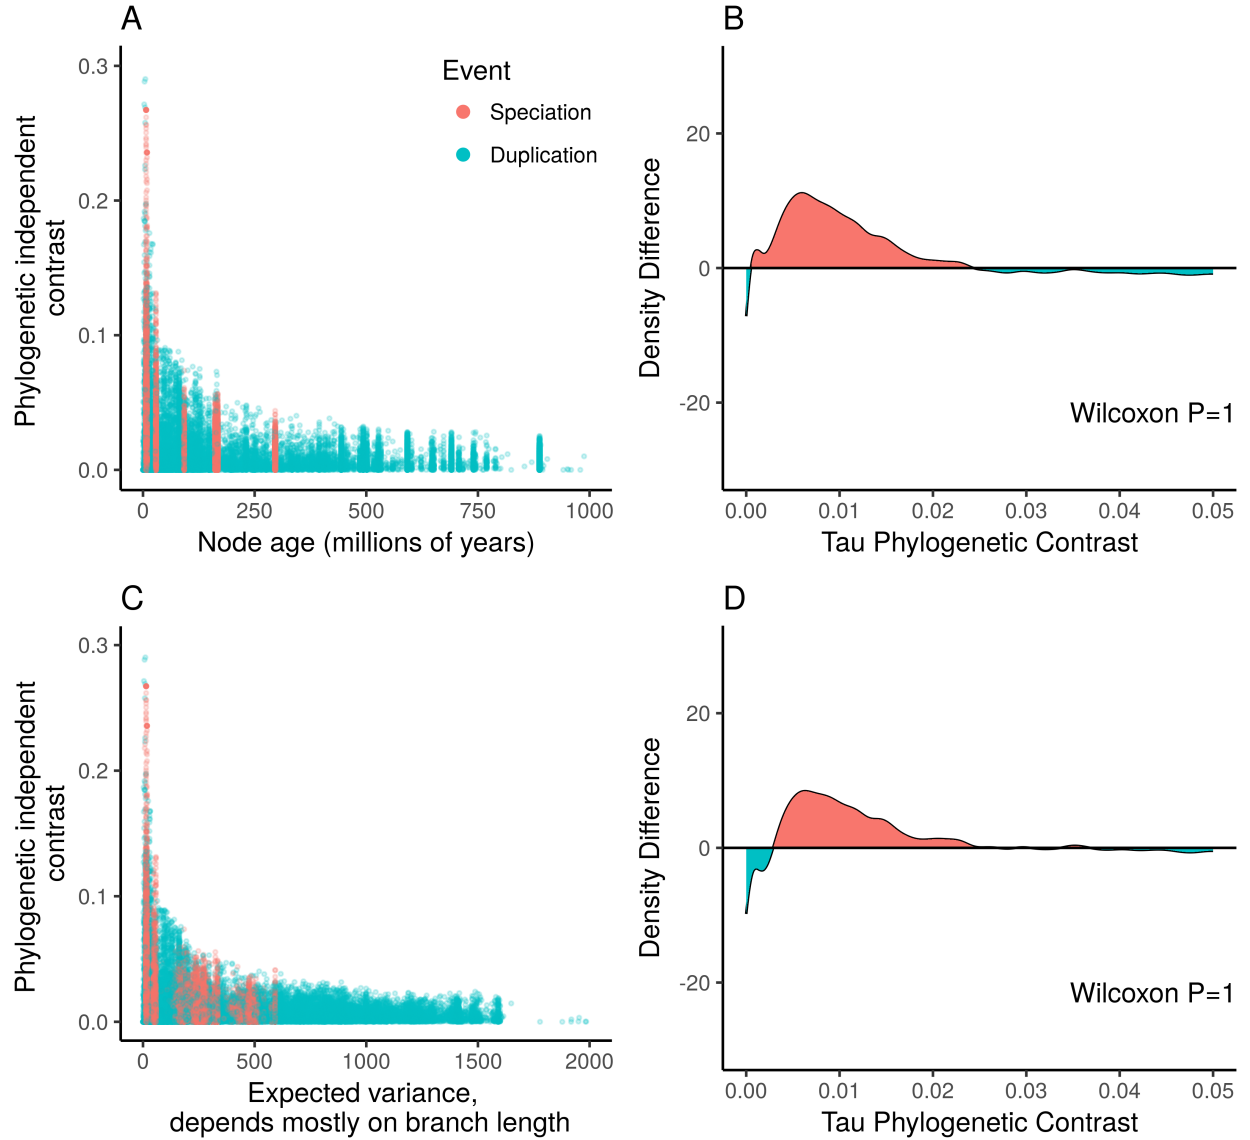 A
Phylogenetic independent
contrast
0.3
0.2
0.1
0.0
Event
Speciation
Duplication
0
250
500
750
1000
Node age (millions of years)
B
Density Difference
20
0
-20
Wilcoxon P=1
0.00
0.01
0.02
0.03
0.04
0.05
Tau Phylogenetic Contrast
C
Phylogenetic independent
contrast
0.3
0.2
0.1
0.0
0
500
1000
1500
2000
Expected variance,
depends mostly on branch length
D
Density Difference
20
0
-20
Wilcoxon P=1
0.00
0.01
0.02
0.03
0.04
0.05
Tau Phylogenetic Contrast